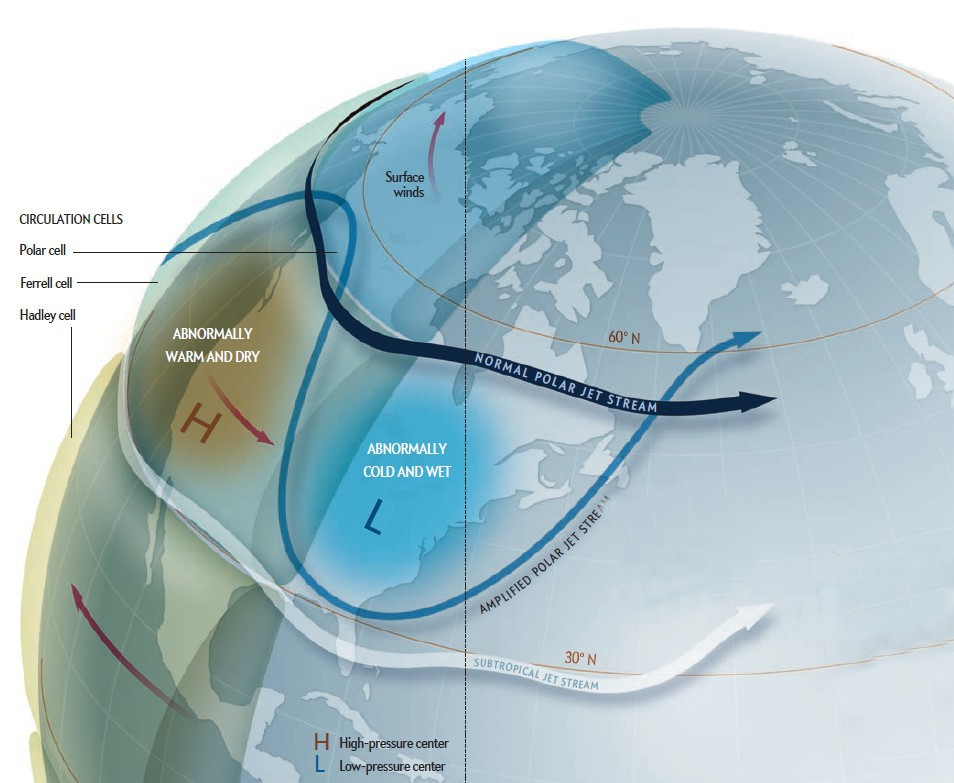 Surface
winds
CIRCULATION CELLS
Polar cell
Ferrell cell
Hadley cell
ABNORMALLY
WARM AND DRY
H
60° N
NORMAL POLAR JET STREAM
ABNORMALLY
COLD AND WET
L
AMPLIFIED POLAR JET STREAM
30° N
SUBTROPICAL JET STREAM
H High-pressure center
L Low-pressure center